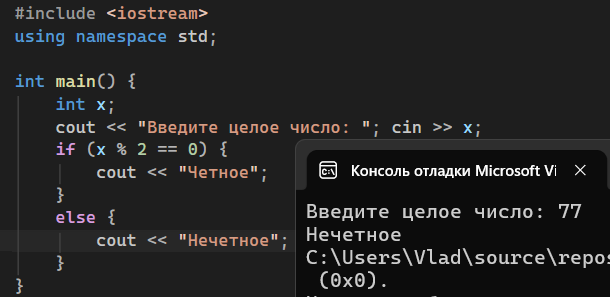 #include <iostream>
using namespace std;
int main() {
int x;
cout << "Введите целое число: "; cin >> x;
if (x % 2 == 0) {
cout << "Четное";
}
else {
cout << "Нечетное";
}
}
Консоль отладки Microsoft Vi
Введите целое число: 77
Нечетное
C:\Users\Vlad\source\repos
(0x0).